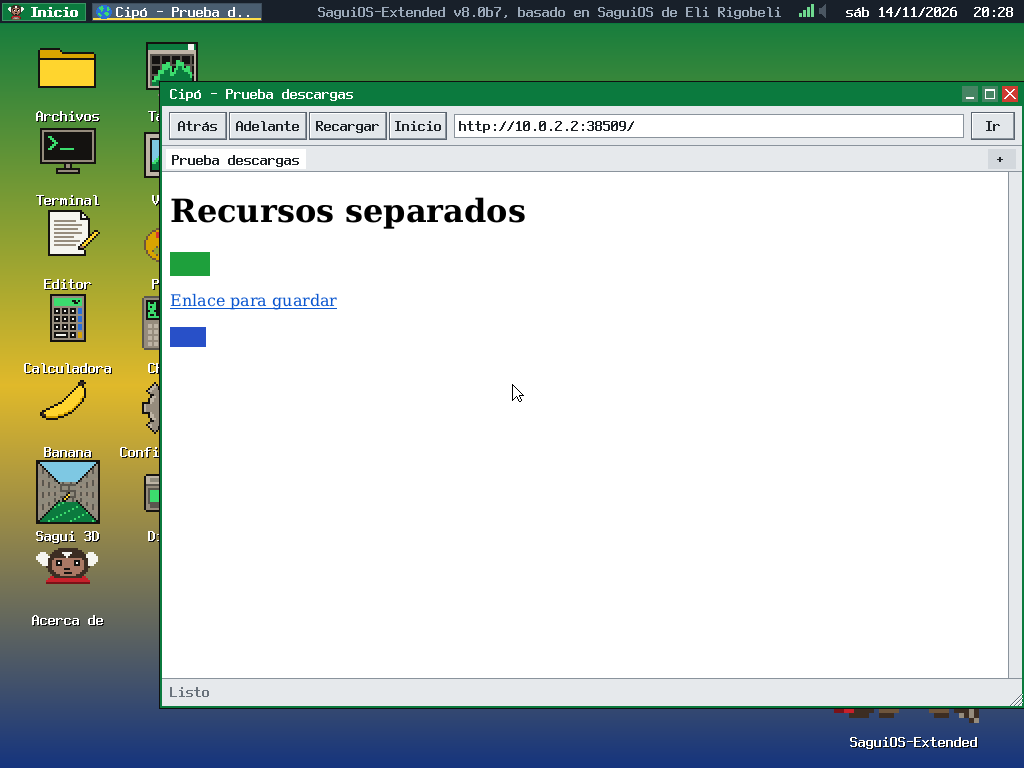 Inicio
Cipó - Prueba d..
SaguiOS-Extended v8.0b7, basado en SaguiOS de Eli Rigobeli
sáb 14/11/2026 20:28
Archivos
Terminal
Editor
Calculadora
Banana
Sagui 3D
Acerca de
Confi
Cipó - Prueba descargas
Atrás
Adelante
Recargar
Inicio
http://10.0.2.2:38509/
Ir
Prueba descargas
+
Recursos separados
Enlace para guardar
Listo
SaguiOS-Extended